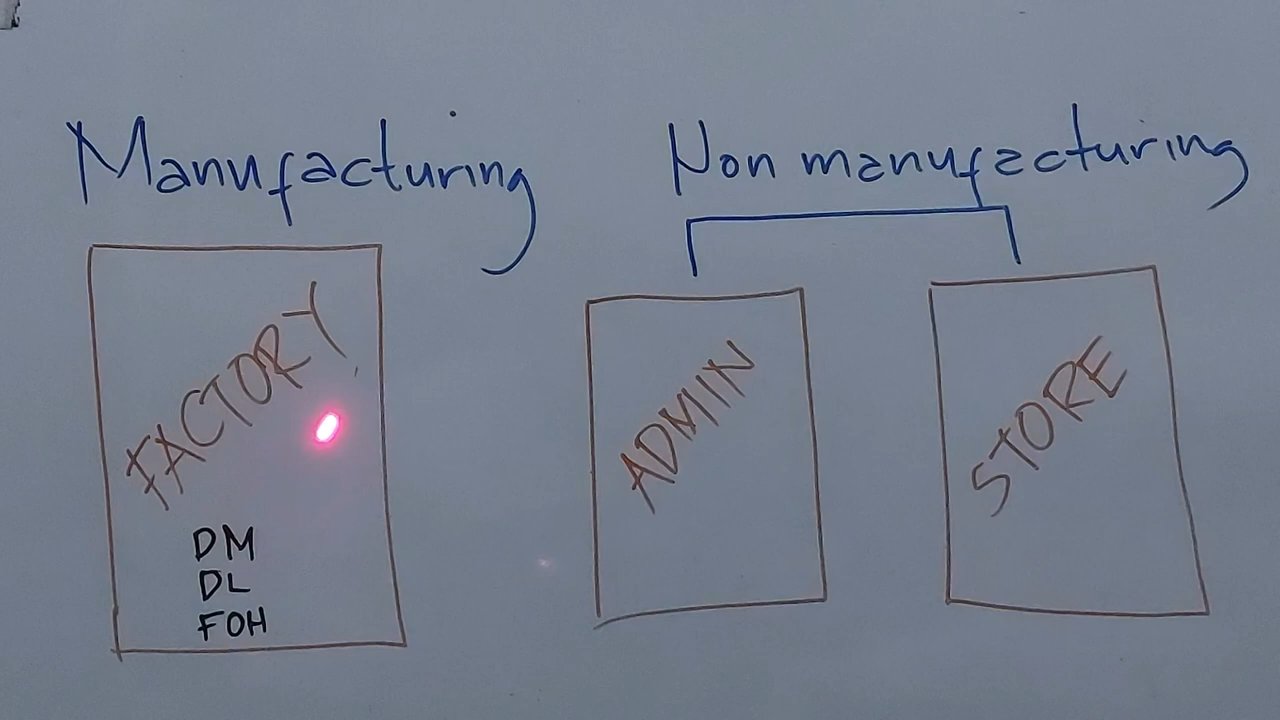 Manufacturing
Non manufacturing
FACTORY
DM
DL
FOH
ADMIN
STORE